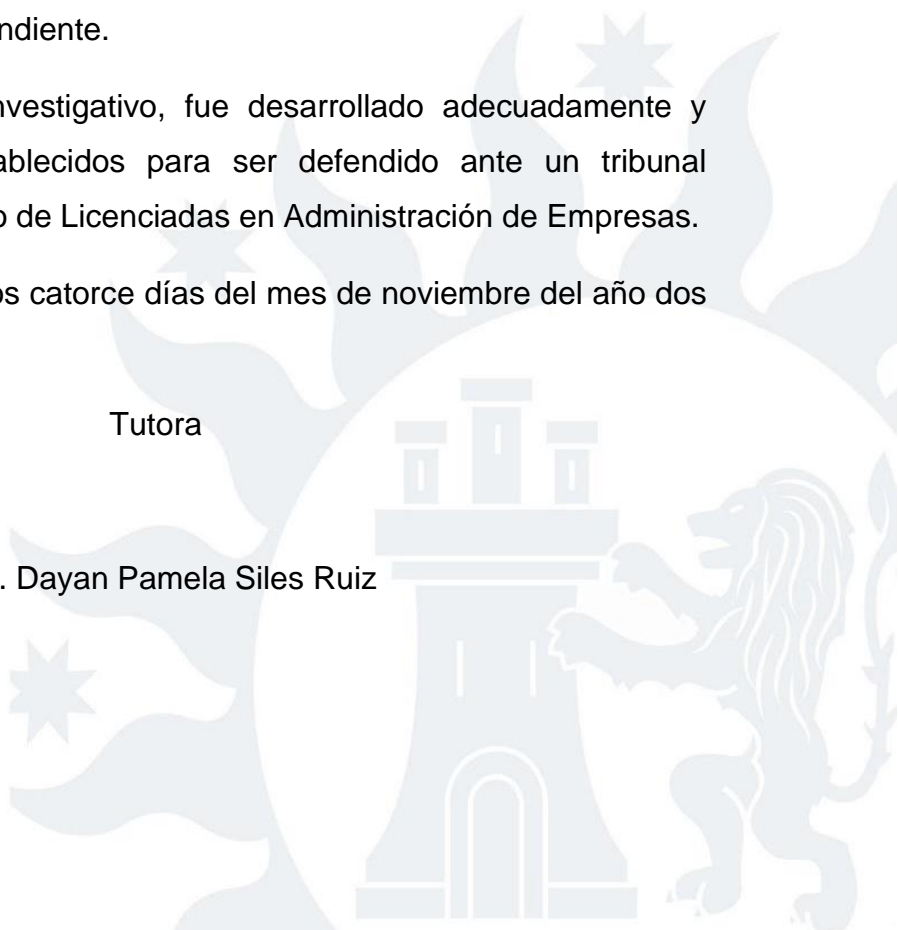 ndiente.
nvestigativo, fue desarrollado adecuadamente y
ablecidos para ser defendido ante un tribunal
o de Licenciadas en Administración de Empresas.
os catorce días del mes de noviembre del año dos
Tutora
. Dayan Pamela Siles Ruiz